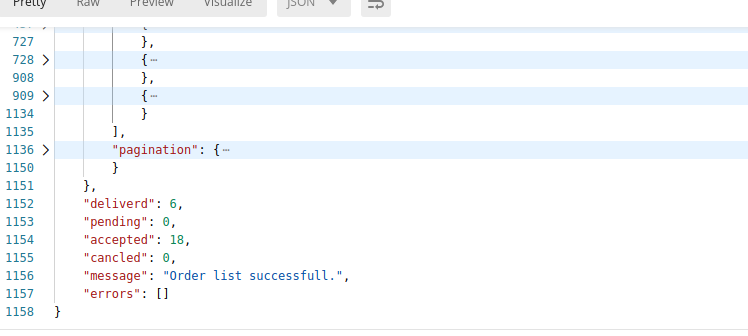 Pretty Raw Preview Visualize JSON
727 },
728 {⋯
908 },
909 {⋯
1134 }
1135 ],
1136 "pagination": {⋯
1150 }
1151 },
1152 "deliverd": 6,
1153 "pending": 0,
1154 "accepted": 18,
1155 "cancled": 0,
1156 "message": "Order list successfull.",
1157 "errors": []
1158 }